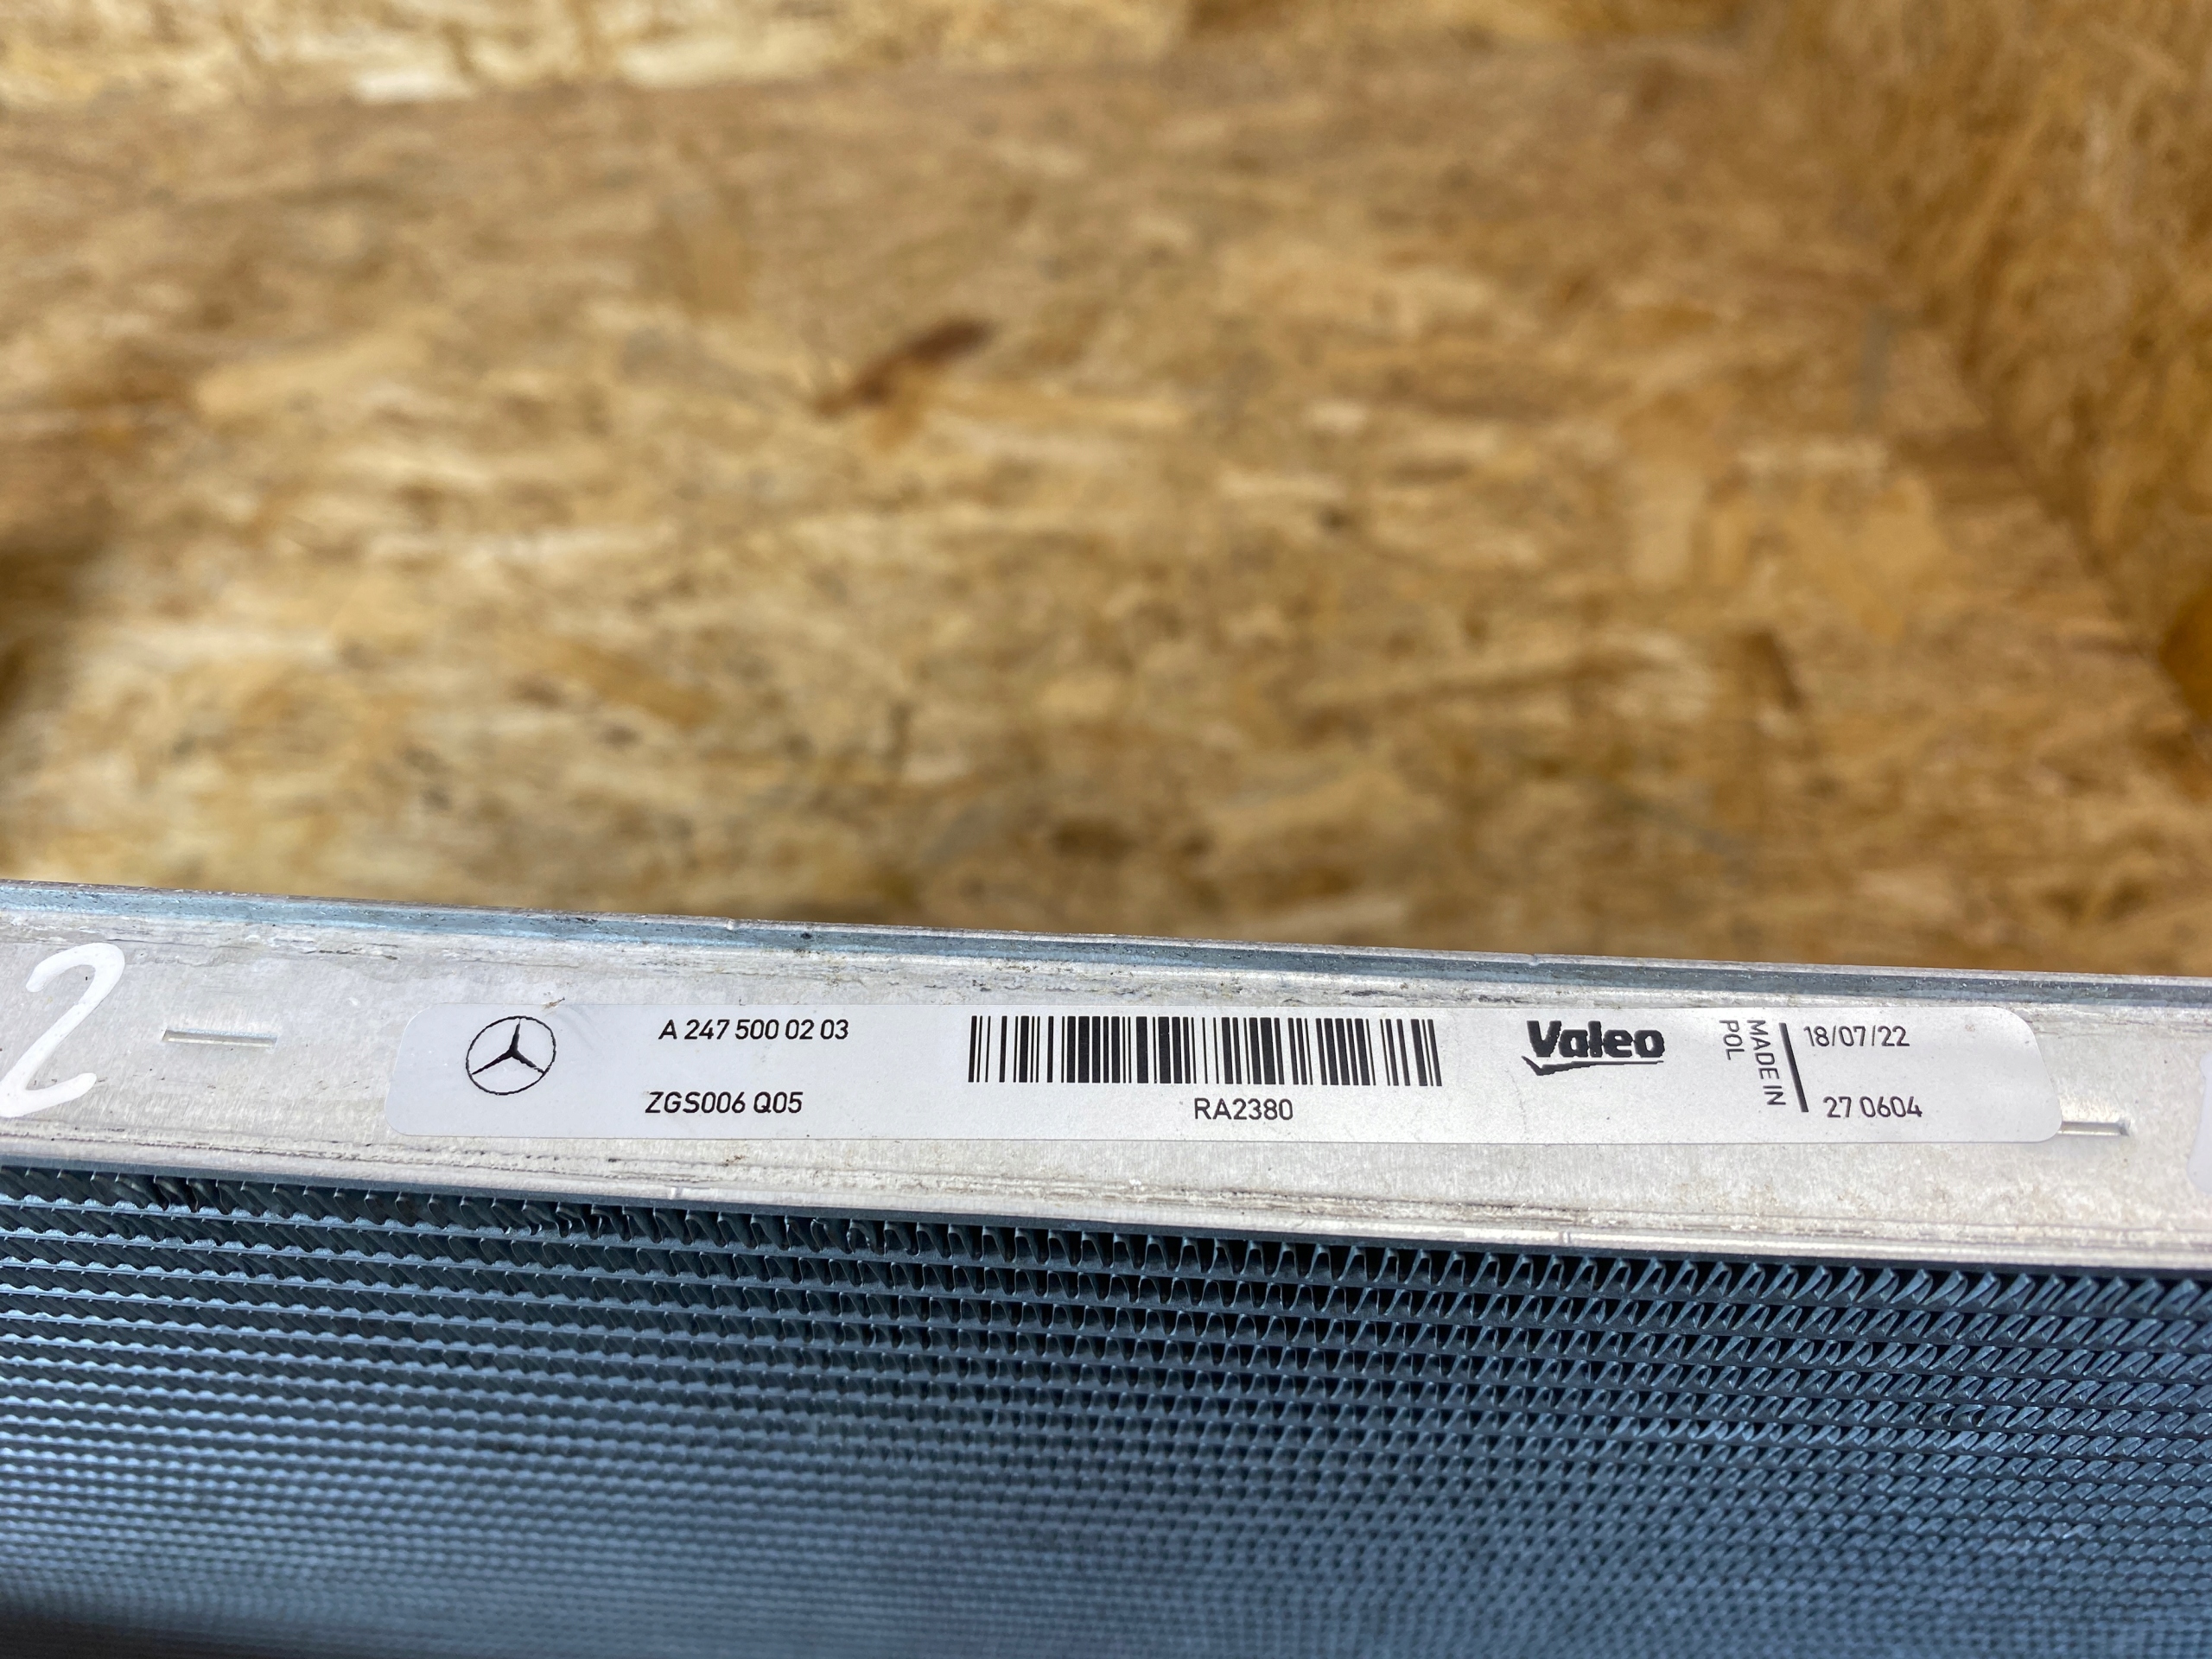 2
A 247 500 02 03
ZGS006 Q05
RA2380
Valeo
MADE IN
POL
18/07/22
27 0604